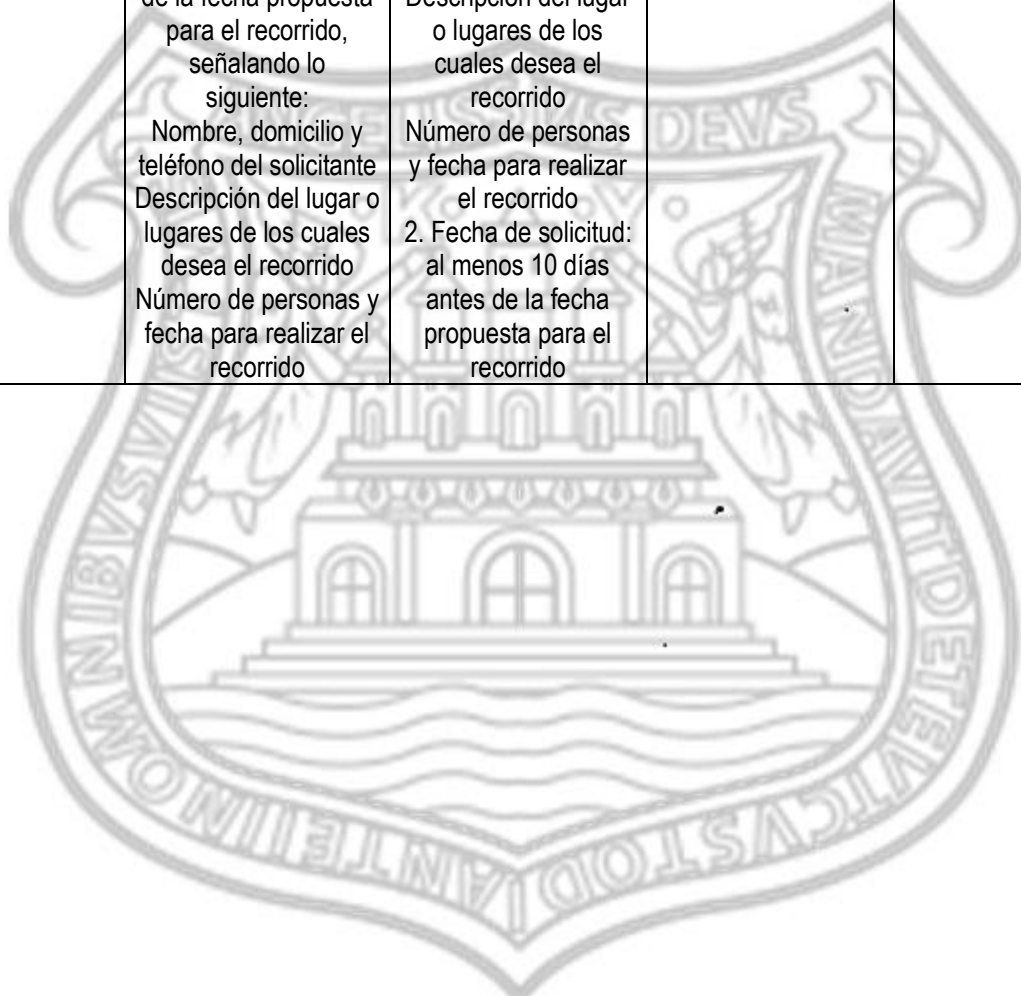 de la fecha propuesta
para el recorrido,
señalando lo
siguiente:
Nombre, domicilio y
teléfono del solicitante
Descripción del lugar o
lugares de los cuales
desea el recorrido
Número de personas y
fecha para realizar el
recorrido
Descripción del lugar
o lugares de los
cuales desea el
recorrido
Número de personas
y fecha para realizar
el recorrido
2. Fecha de solicitud:
al menos 10 días
antes de la fecha
propuesta para el
recorrido
DEVS
MANDAVITDETEVTCVSTOD
IANTEIINOMNIBVS